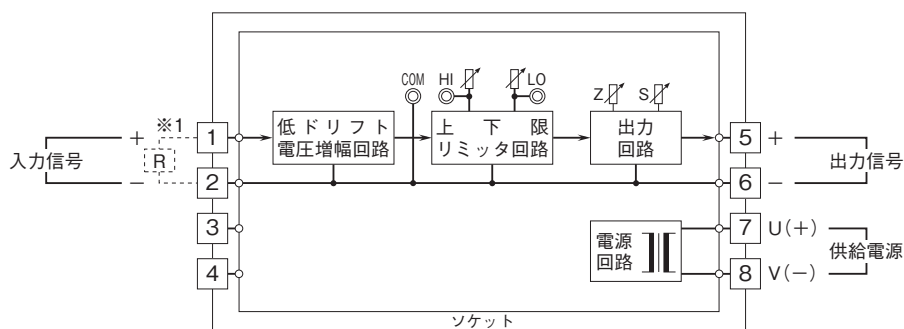 COM
HI
LO
Z
S
入力信号
+
−
※1
R
1
2
3
4
低ドリフト
電圧増幅回路
上下限
リミッタ回路
出力
回路
電源
回路
5
6
7
8
+
−
出力信号
U(+)
V(−)
供給電源
ソケット